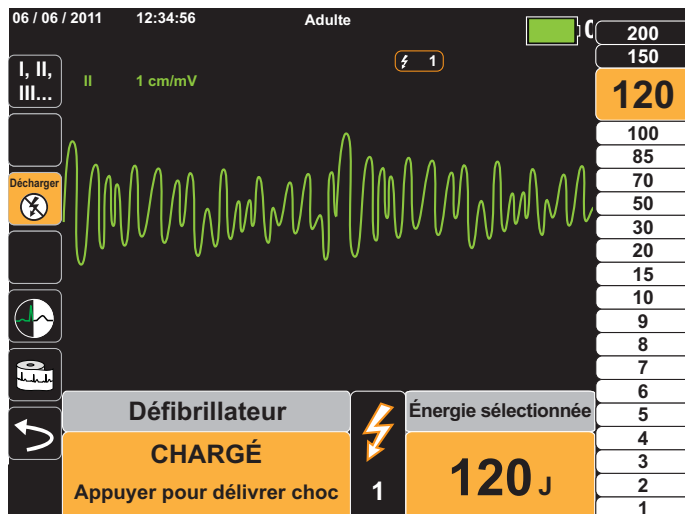 06 / 06 / 2011 12:34:56 Adulte
I, II,
III...
II 1 cm/mV
1
Décharger
Défibrillateur
CHARGÉ
Appuyer pour délivrer choc
1
Énergie sélectionnée
120 J
200
150
120
100
85
70
50
30
20
15
10
9
8
7
6
5
4
3
2
1